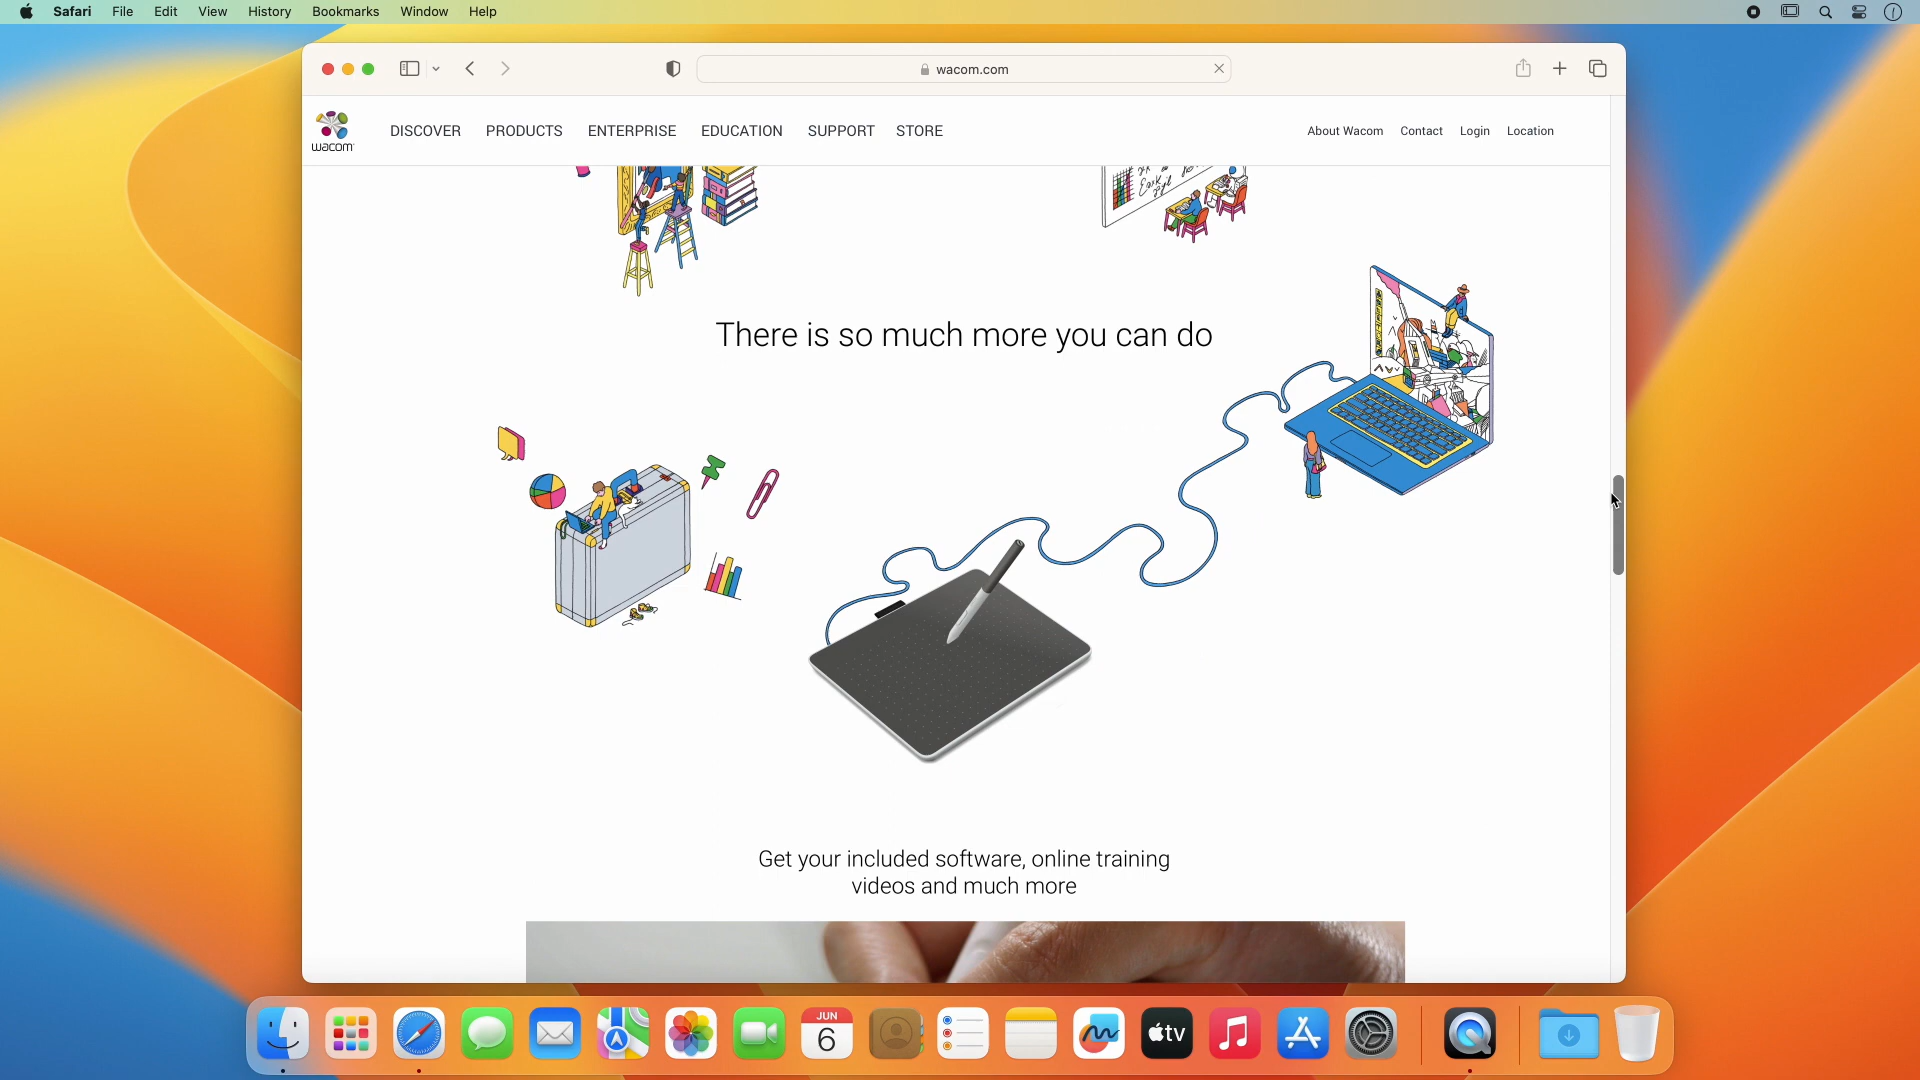 Safari File Edit View History Bookmarks Window Help
wacom.com
wacom
DISCOVER PRODUCTS ENTERPRISE EDUCATION SUPPORT STORE
About Wacom Contact Login Location
There is so much more you can do
Get your included software, online training
videos and much more
JUN
6
tv